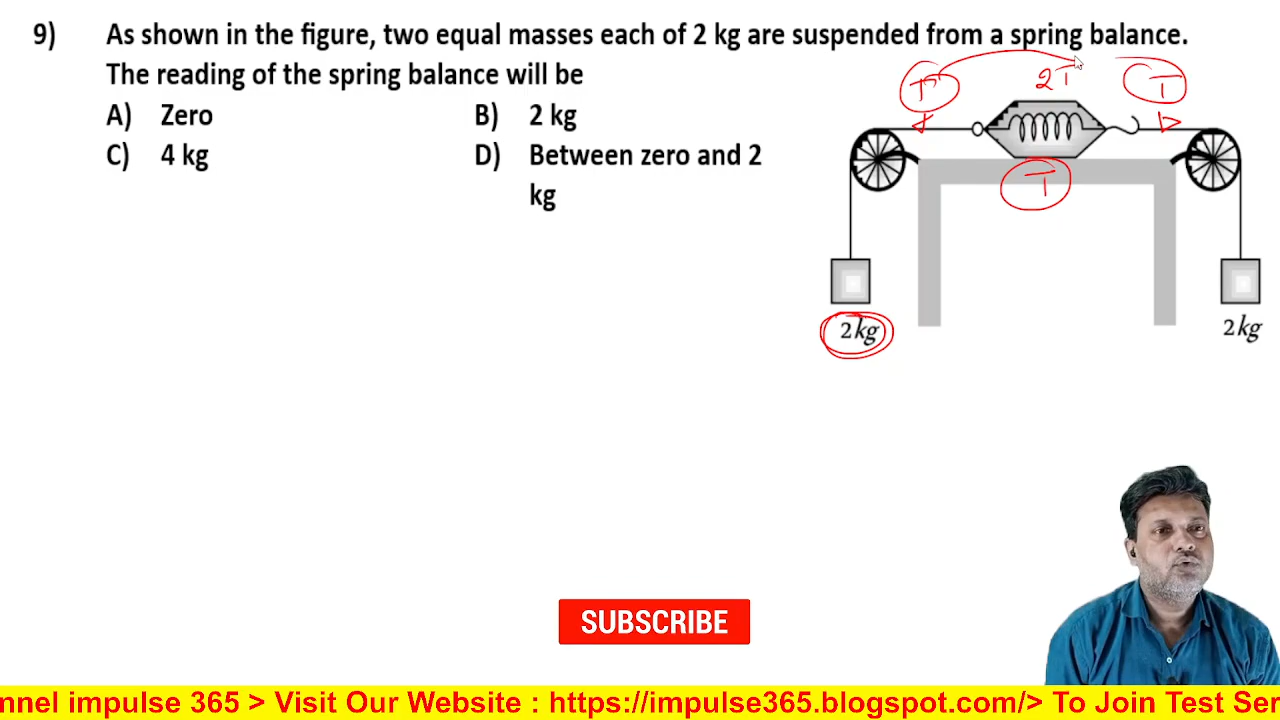 9) As shown in the figure, two equal masses each of 2 kg are suspended from a spring balance.
The reading of the spring balance will be
A) Zero B) 2 kg
C) 4 kg D) Between zero and 2
kg
T 2T T
T
2kg 2kg
SUBSCRIBE
nnel impulse 365 > Visit Our Website : https://impulse365.blogspot.com/> To Join Test Ser